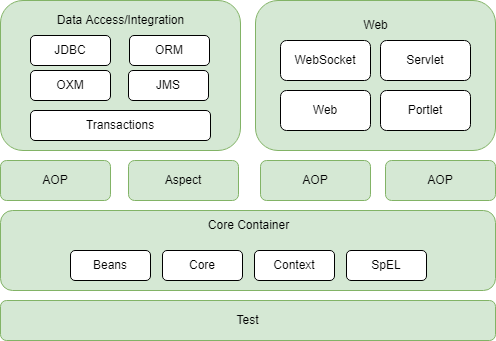 Data Access/Integration
JDBC
ORM
OXM
JMS
Transactions
Web
WebSocket
Servlet
Web
Portlet
AOP
Aspect
AOP
AOP
Core Container
Beans
Core
Context
SpEL
Test